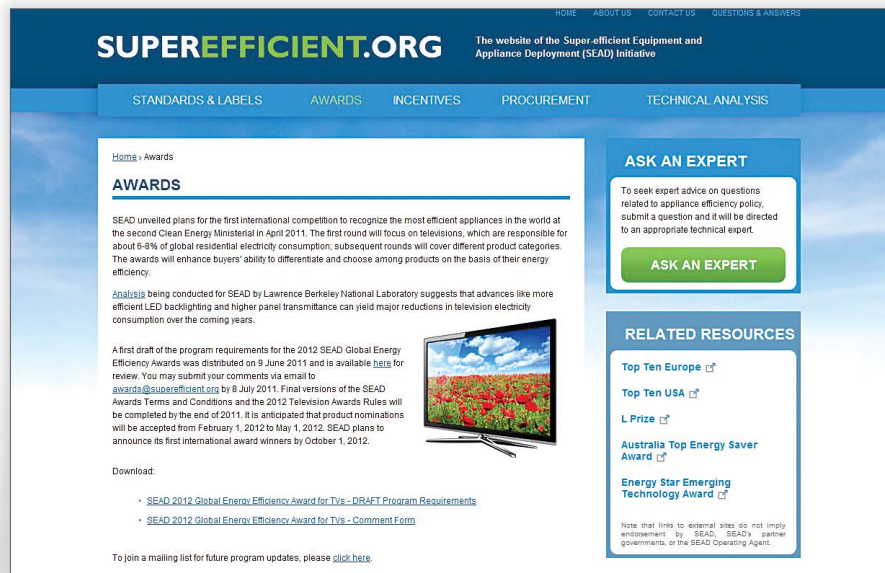 HOME ABOUT US CONTACT US QUESTIONS & ANSWERS
SUPEREFFICIENT.ORG
The website of the Super-efficient Equipment and
Appliance Deployment (SEAD) Initiative
STANDARDS & LABELS AWARDS INCENTIVES PROCUREMENT TECHNICAL ANALYSIS
Home › Awards
AWARDS
SEAD unveiled plans for the first international competition to recognize the most efficient appliances in the world at
the second Clean Energy Ministerial in April 2011. The first round will focus on televisions, which are responsible for
about 6-8% of global residential electricity consumption; subsequent rounds will cover different product categories.
The awards will enhance buyers' ability to differentiate and choose among products on the basis of their energy
efficiency.
Analysis being conducted for SEAD by Lawrence Berkeley National Laboratory suggests that advances like more
efficient LED backlighting and higher panel transmittance can yield major reductions in television electricity
consumption over the coming years.
A first draft of the program requirements for the 2012 SEAD Global Energy
Efficiency Awards was distributed on 9 June 2011 and is available here for
review. You may submit your comments via email to
awards@superefficient.org by 8 July 2011. Final versions of the SEAD
Awards Terms and Conditions and the 2012 Television Awards Rules will
be completed by the end of 2011. It is anticipated that product nominations
will be accepted from February 1, 2012 to May 1, 2012. SEAD plans to
announce its first international award winners by October 1, 2012.
Download:
• SEAD 2012 Global Energy Efficiency Award for TVs - DRAFT Program Requirements
• SEAD 2012 Global Energy Efficiency Award for TVs - Comment Form
To join a mailing list for future program updates, please click here.
ASK AN EXPERT
To seek expert advice on questions
related to appliance efficiency policy,
submit a question and it will be directed
to an appropriate technical expert.
ASK AN EXPERT
RELATED RESOURCES
Top Ten Europe
Top Ten USA
L Prize
Australia Top Energy Saver
Award
Energy Star Emerging
Technology Award
Note that links to external sites do not imply
endorsement by SEAD, SEAD's partner
governments, or the SEAD Operating Agent.